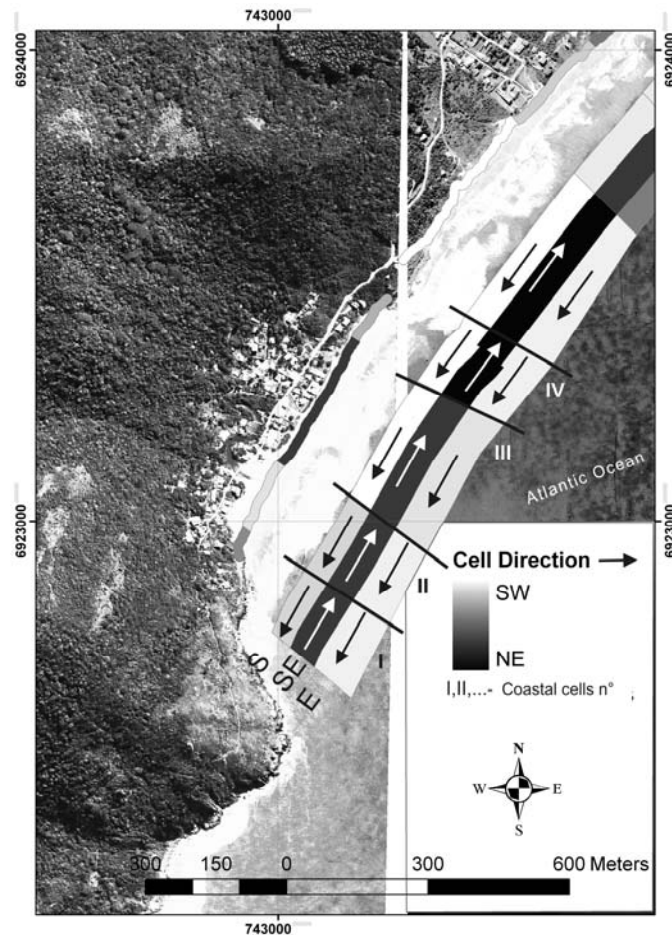 743000
6924000
6924000
IV
III
Atlantic Ocean
6923000
6923000
II
I
S
SE
E
Cell Direction
SW
NE
I,II,...- Coastal cells n° ;
N
W E
S
300 150 0 300 600 Meters
743000